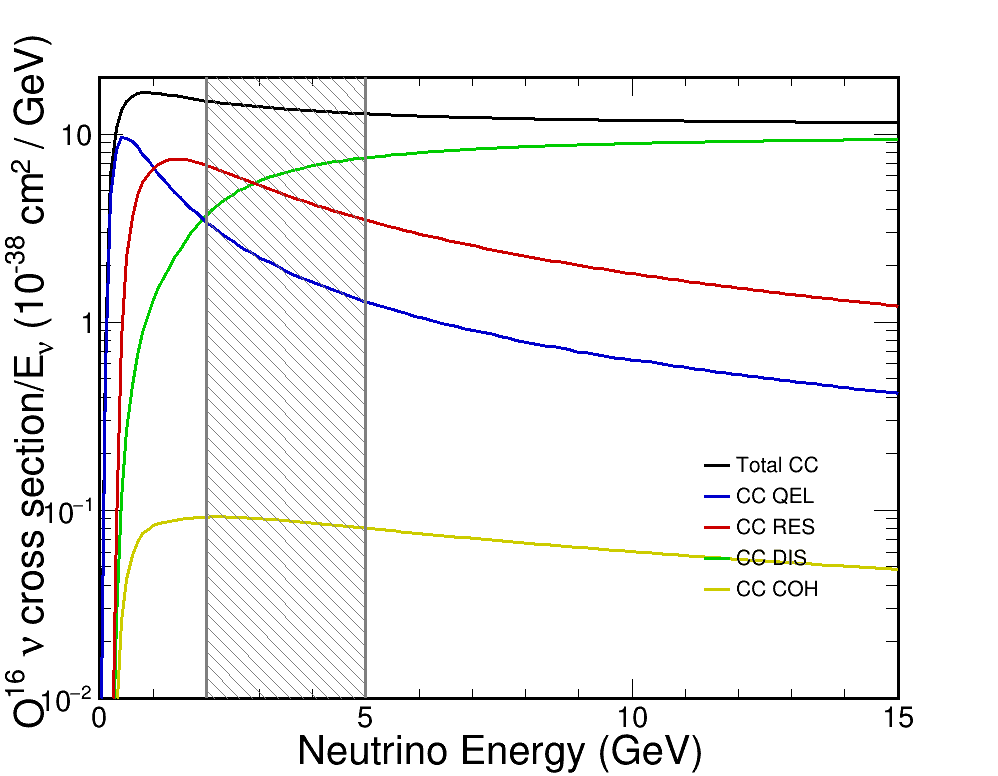 O¹⁶ ν cross section/Eᵥ (10⁻³⁸ cm² / GeV)
10
1
10⁻¹
10⁻²
Total CC
CC QEL
CC RES
CC DIS
CC COH
0 5 10 15
Neutrino Energy (GeV)